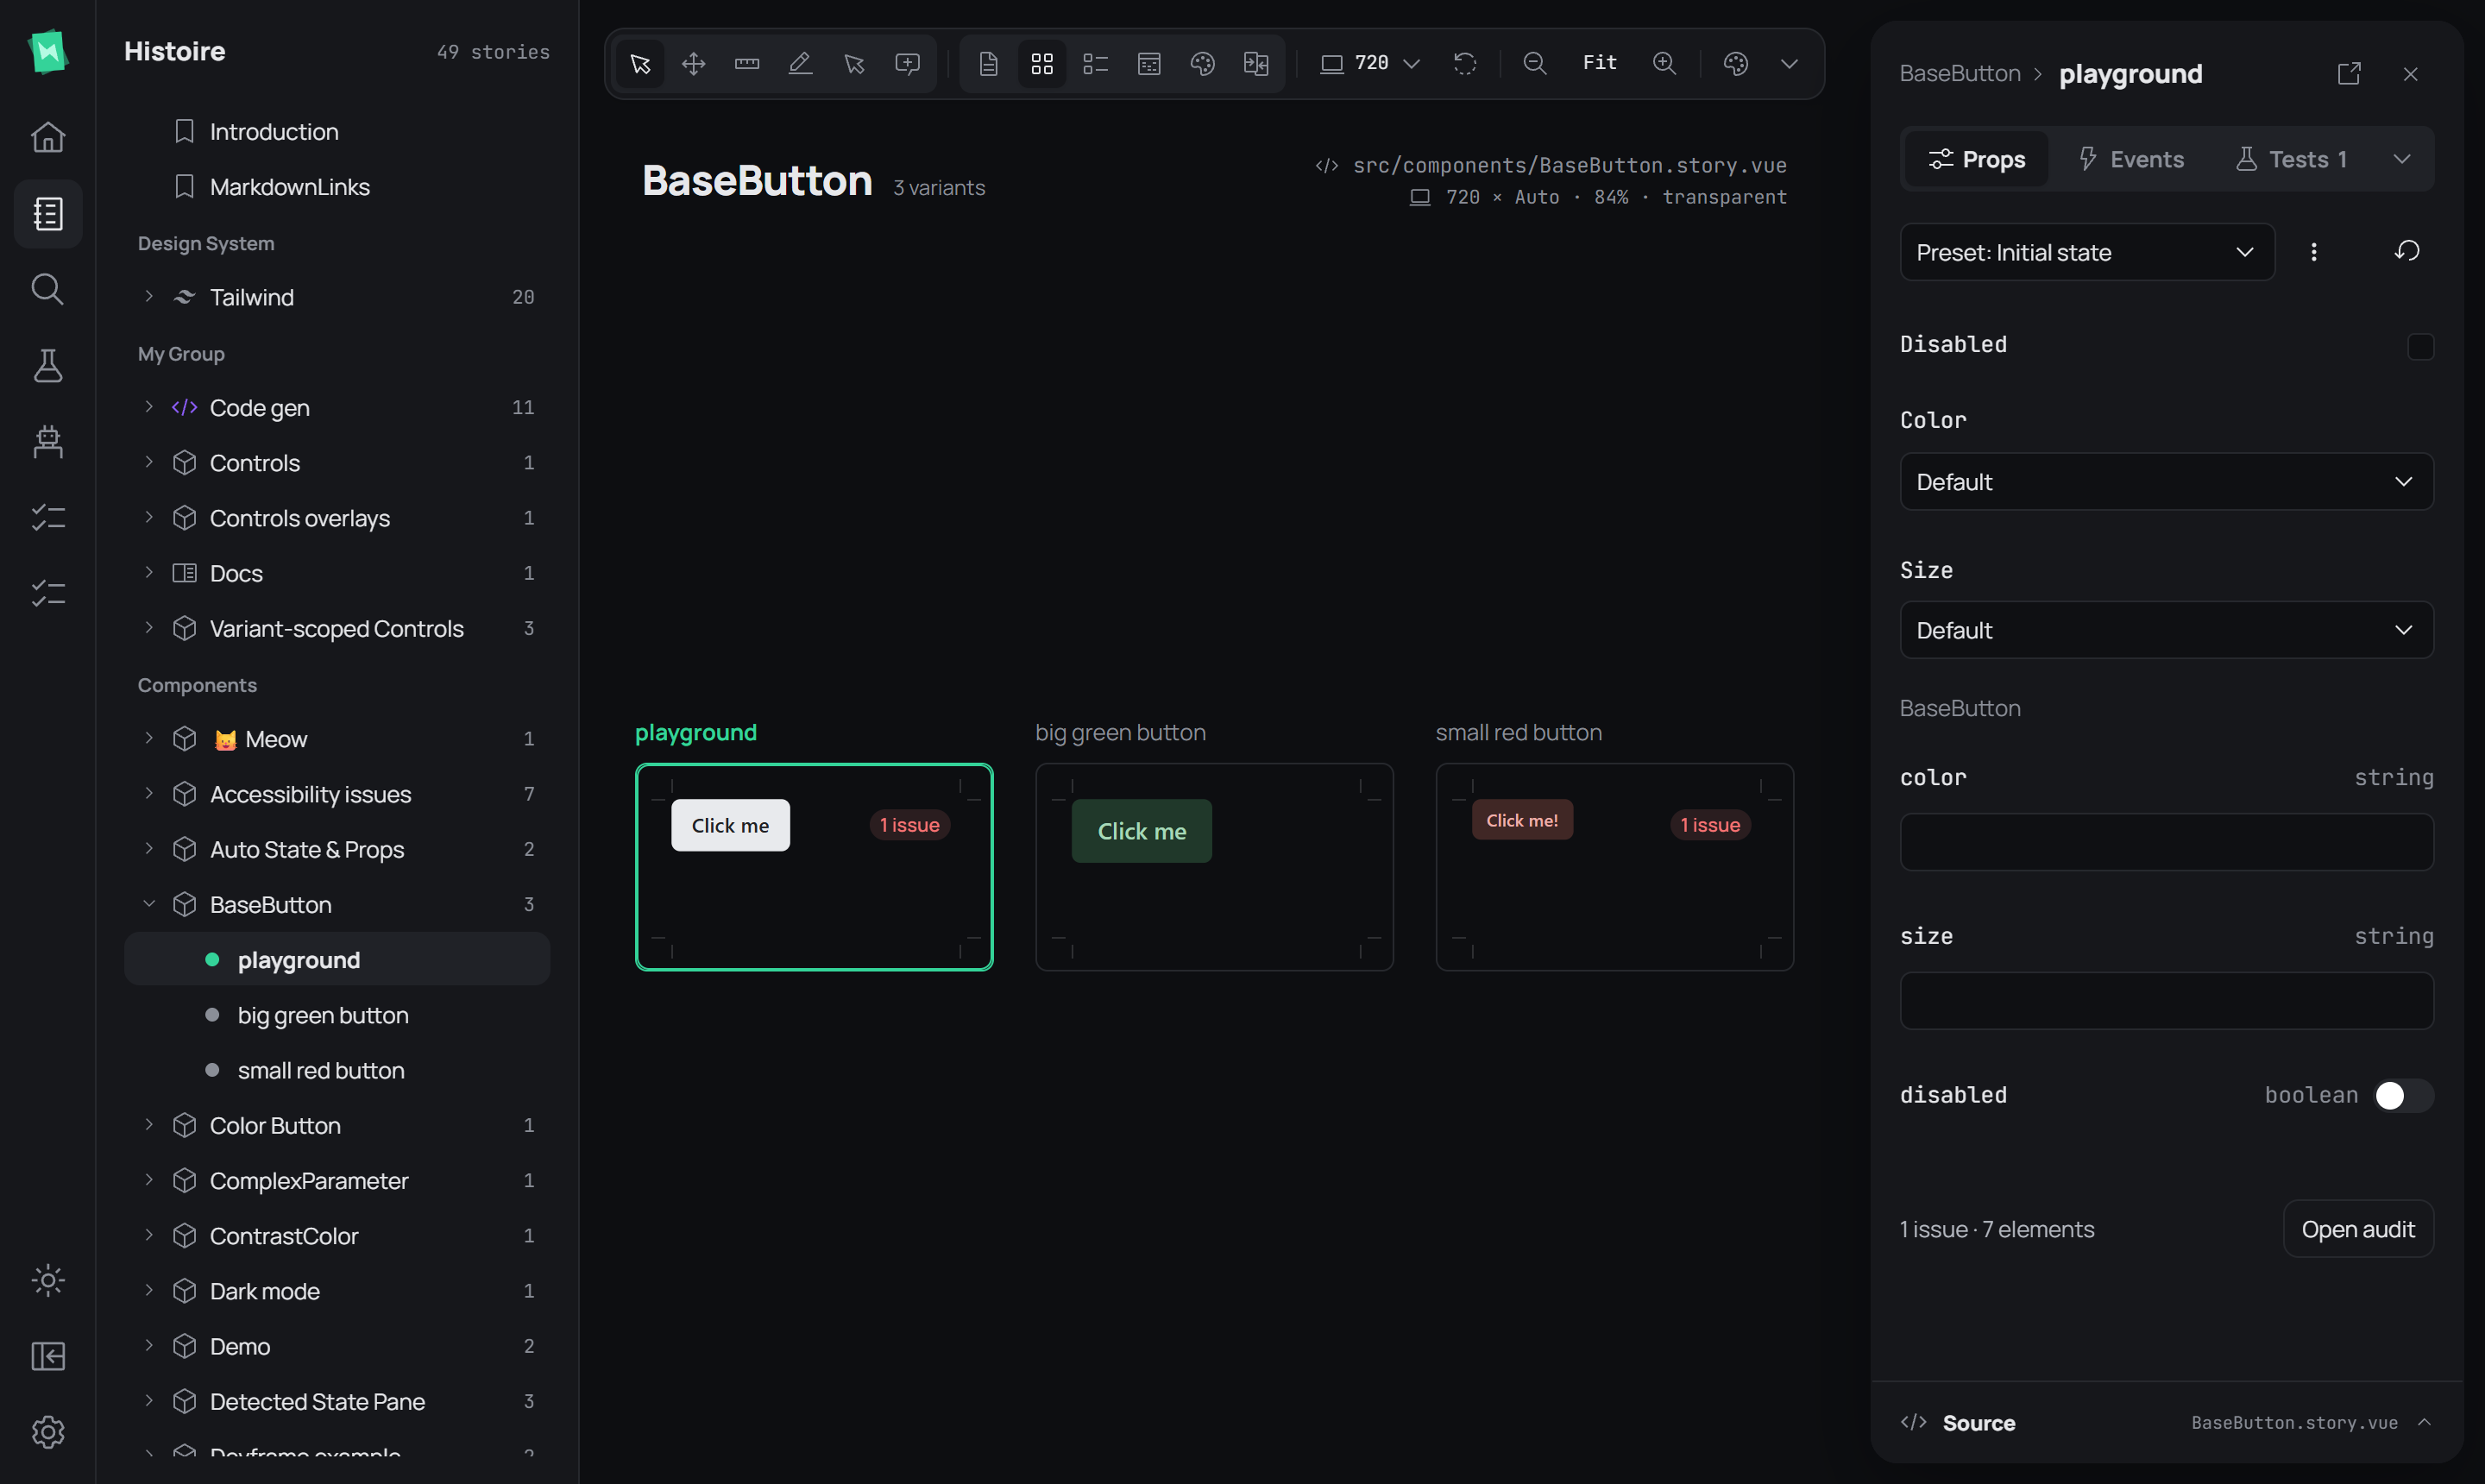 Histoire
49 stories
Introduction
MarkdownLinks
Design System
Tailwind
20
My Group
Code gen
11
Controls
1
Controls overlays
1
Docs
1
Variant-scoped Controls
3
Components
Meow
1
Accessibility issues
7
Auto State & Props
2
BaseButton
3
playground
big green button
small red button
Color Button
1
ComplexParameter
1
ContrastColor
1
Dark mode
1
Demo
2
Detected State Pane
3
720
Fit
BaseButton 3 variants
</> src/components/BaseButton.story.vue
720 × Auto · 84% · transparent
playground
Click me
1 issue
big green button
Click me
small red button
Click me!
1 issue
BaseButton > playground
Props
Events
Tests 1
Preset: Initial state
Disabled
Color
Default
Size
Default
BaseButton
color
string
size
string
disabled
boolean
1 issue · 7 elements
Open audit
</> Source
BaseButton.story.vue